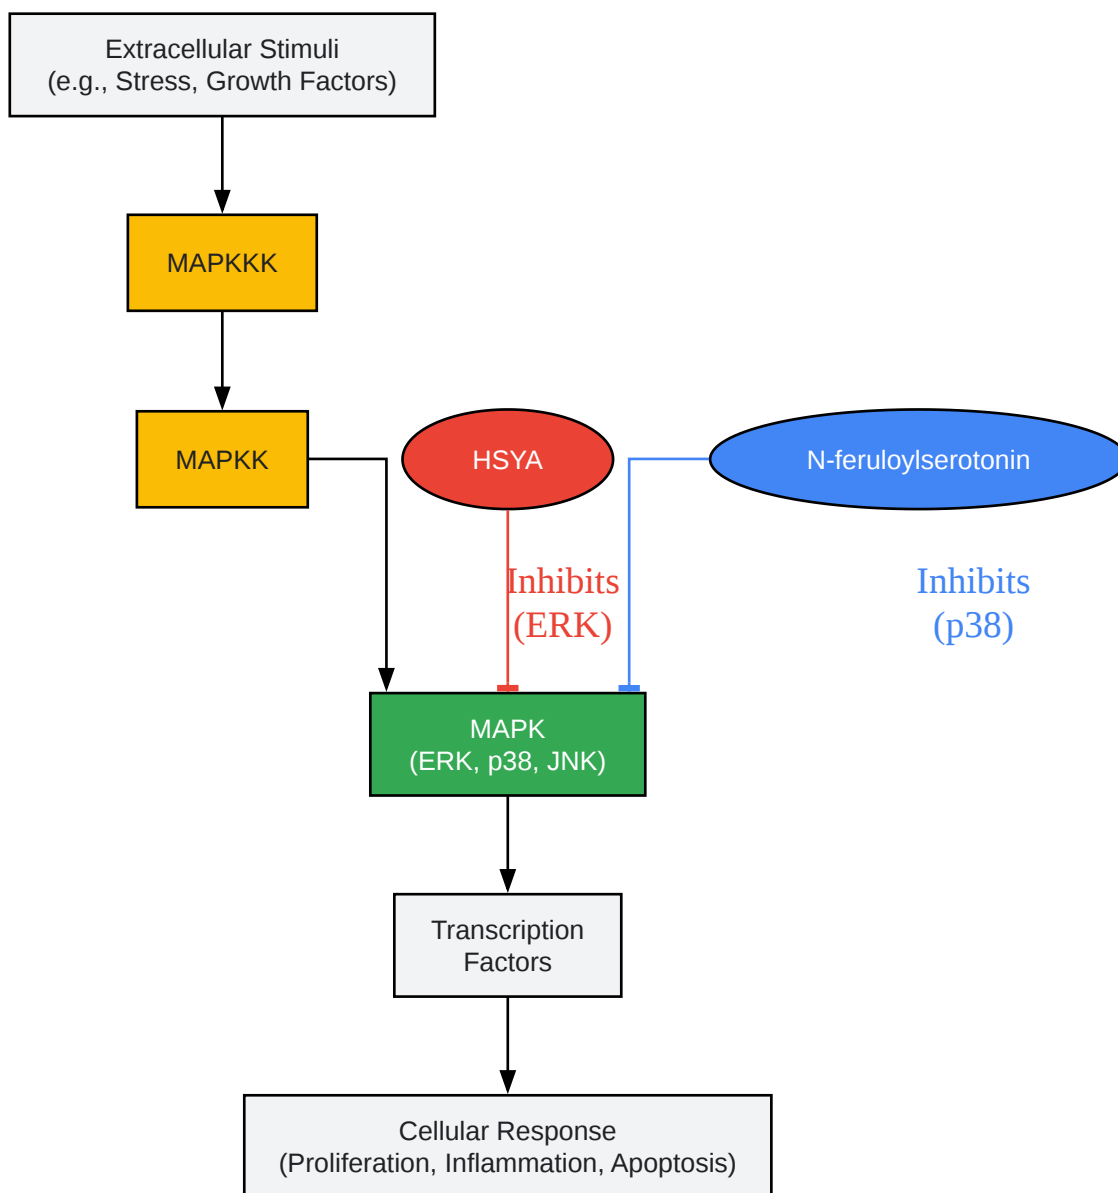 Extracellular Stimuli
(e.g., Stress, Growth Factors)
MAPKKK
MAPKK
HSYA
N-feruloylserotonin
Inhibits
(ERK)
Inhibits
(p38)
MAPK
(ERK, p38, JNK)
Transcription
Factors
Cellular Response
(Proliferation, Inflammation, Apoptosis)